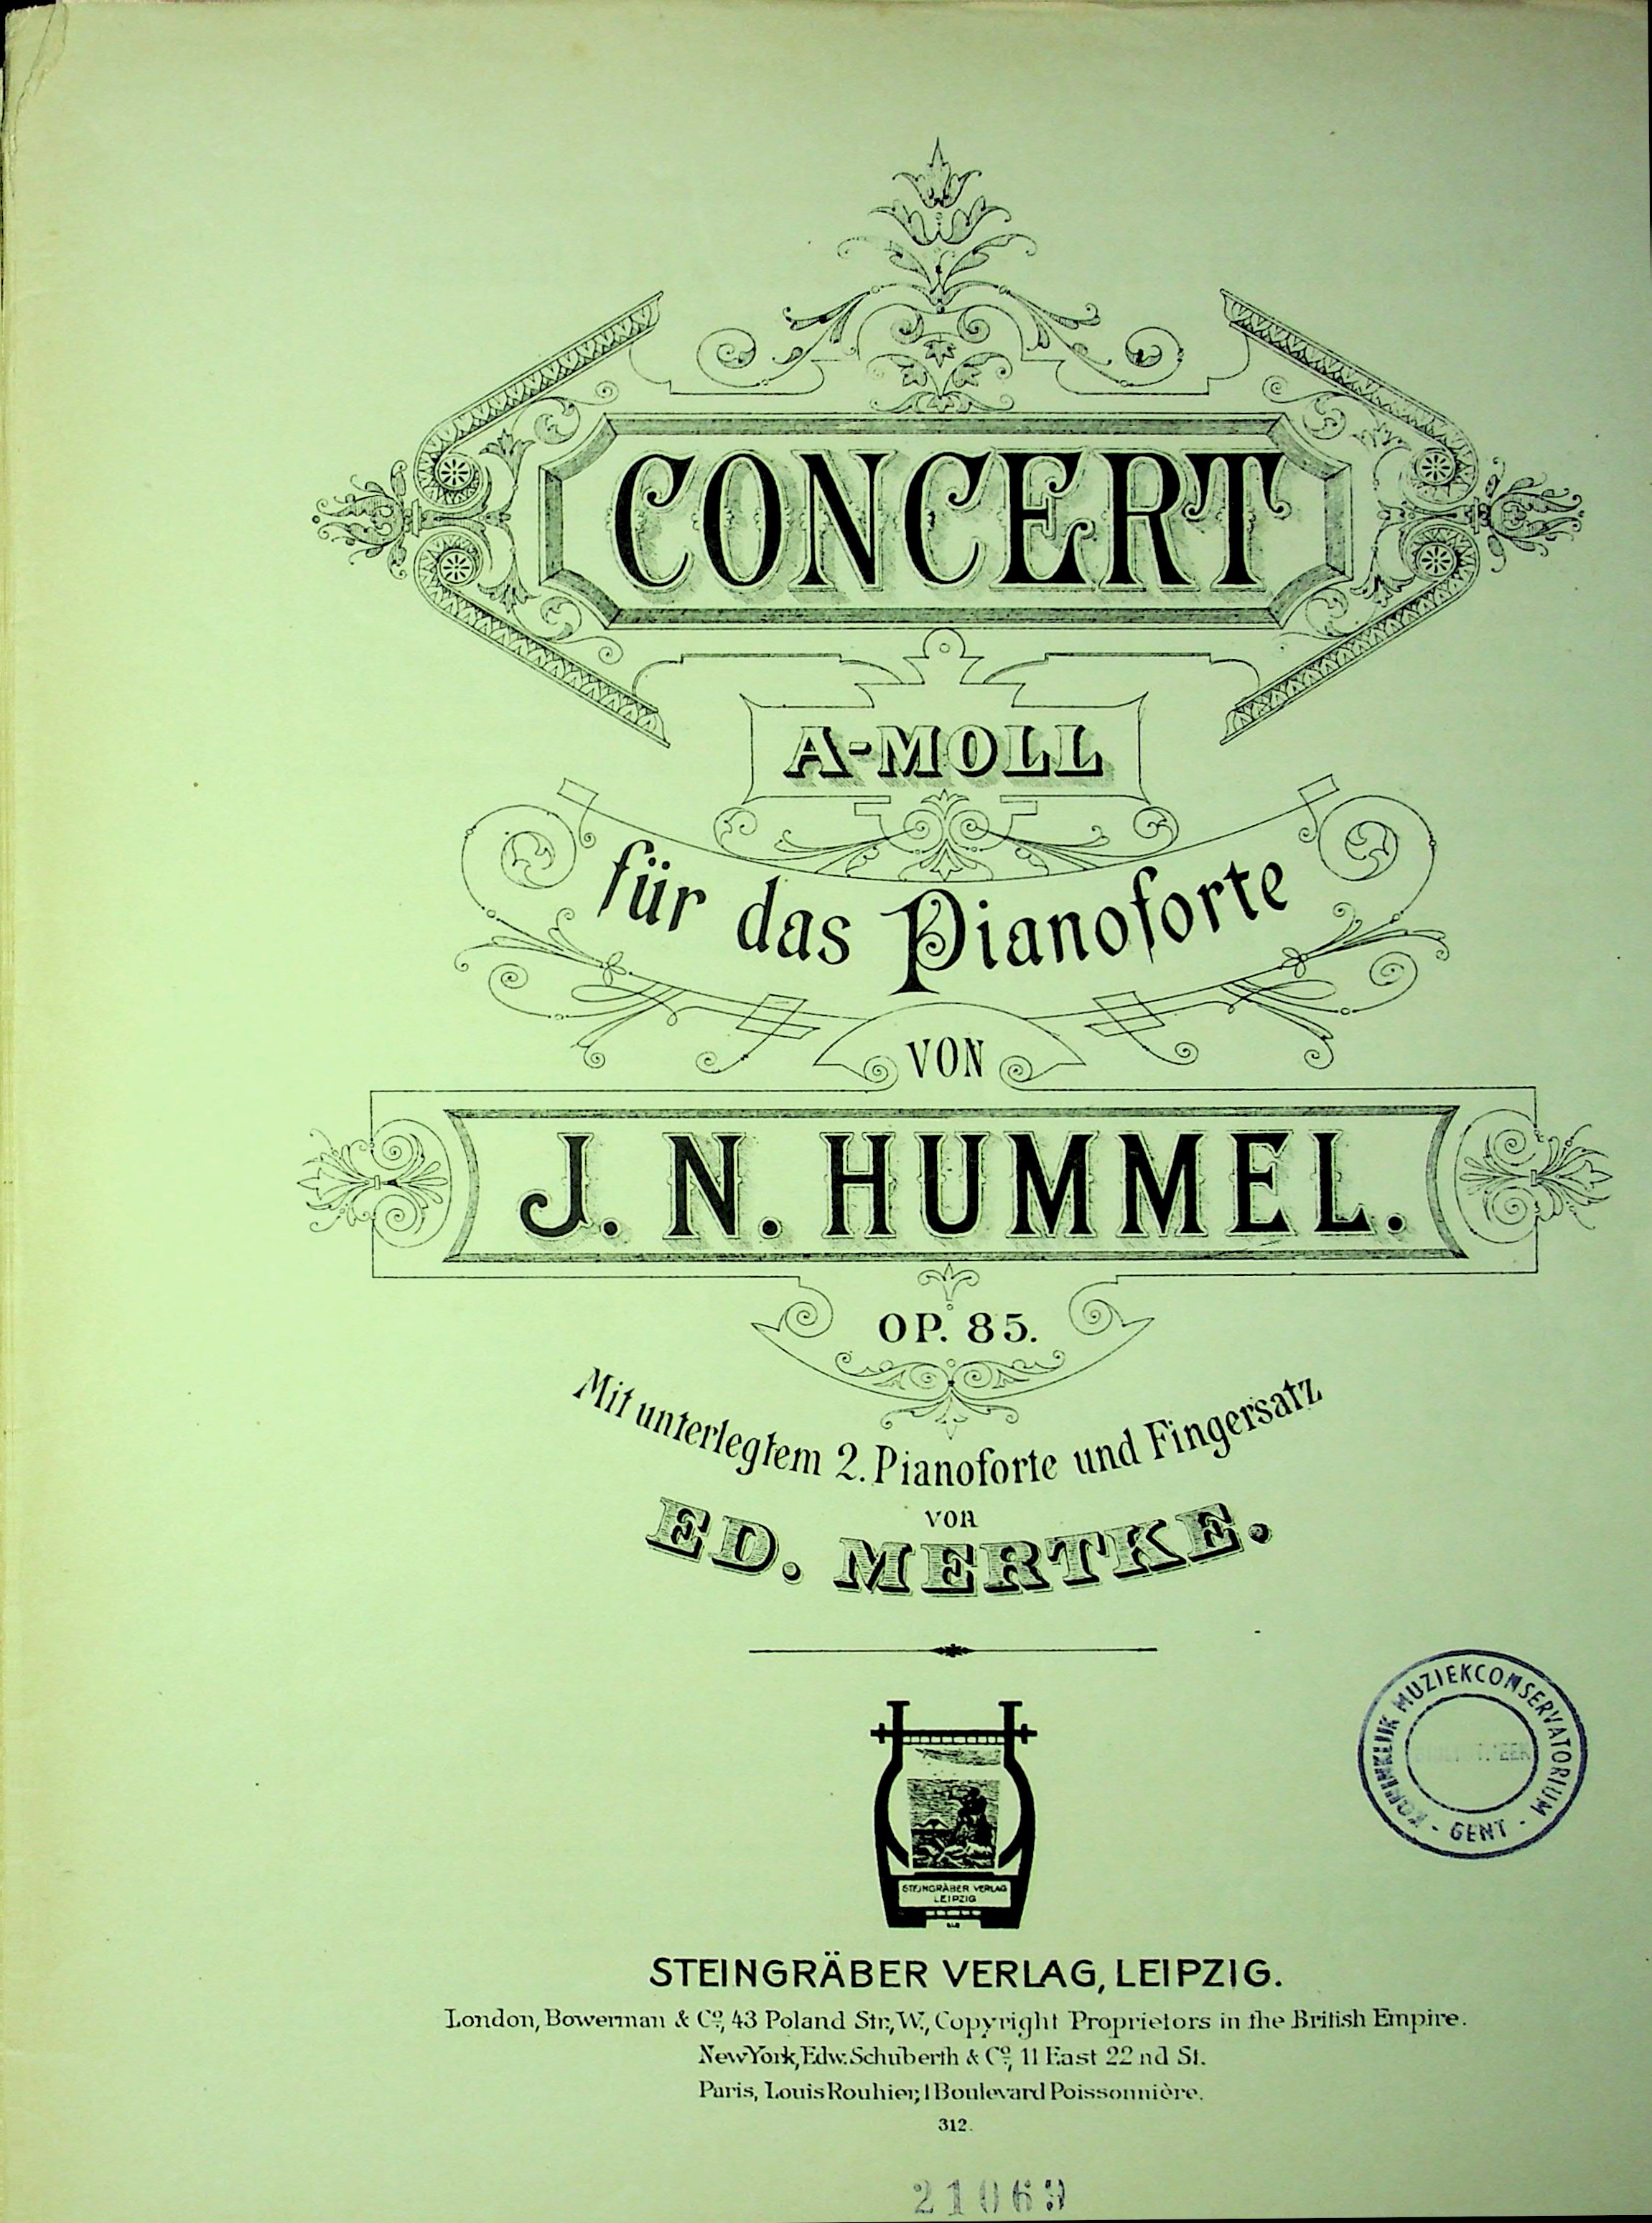 CONCERT
A-MOLL
für das Pianoforte
VON
J. N. HUMMEL.
OP. 85.
Mit unterlegtem 2. Pianoforte und Fingersatz
von
ED. MERTKE.
KONINKLIJK MUZIEKCONSERVATORIUM
- GENT -
BIBLIOTHEEK
STEINGRÄBER VERLAG
LEIPZIG
STEINGRÄBER VERLAG, LEIPZIG.
London, Bowerman & Co., 43 Poland Str., W., Copyright Proprietors in the British Empire.
New York, Edw. Schuberth & Co., 11 East 22nd St.
Paris, Louis Rouhier, 1 Boulevard Poissonnière.
312.
21069